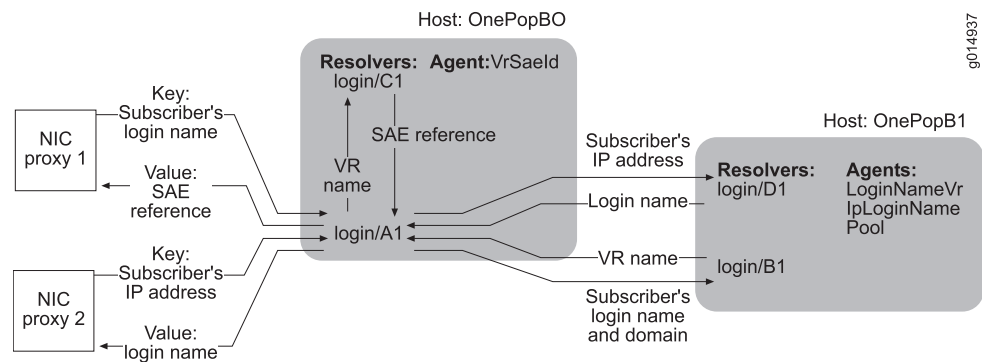 Host: OnePopBO
g014937
Resolvers: Agent:VrSaeId
login/C1
Key:
Subscriber's
login name
NIC
proxy 1
SAE reference
Value:
SAE
reference
VR
name
login/A1
Host: OnePopB1
Subscriber's
IP address
Resolvers: Agents:
login/D1 LoginNameVr
Login name IpLoginName
Pool
VR name
login/B1
Key:
Subscriber's
IP address
NIC
proxy 2
Subscriber's
login name
and domain
Value:
login name